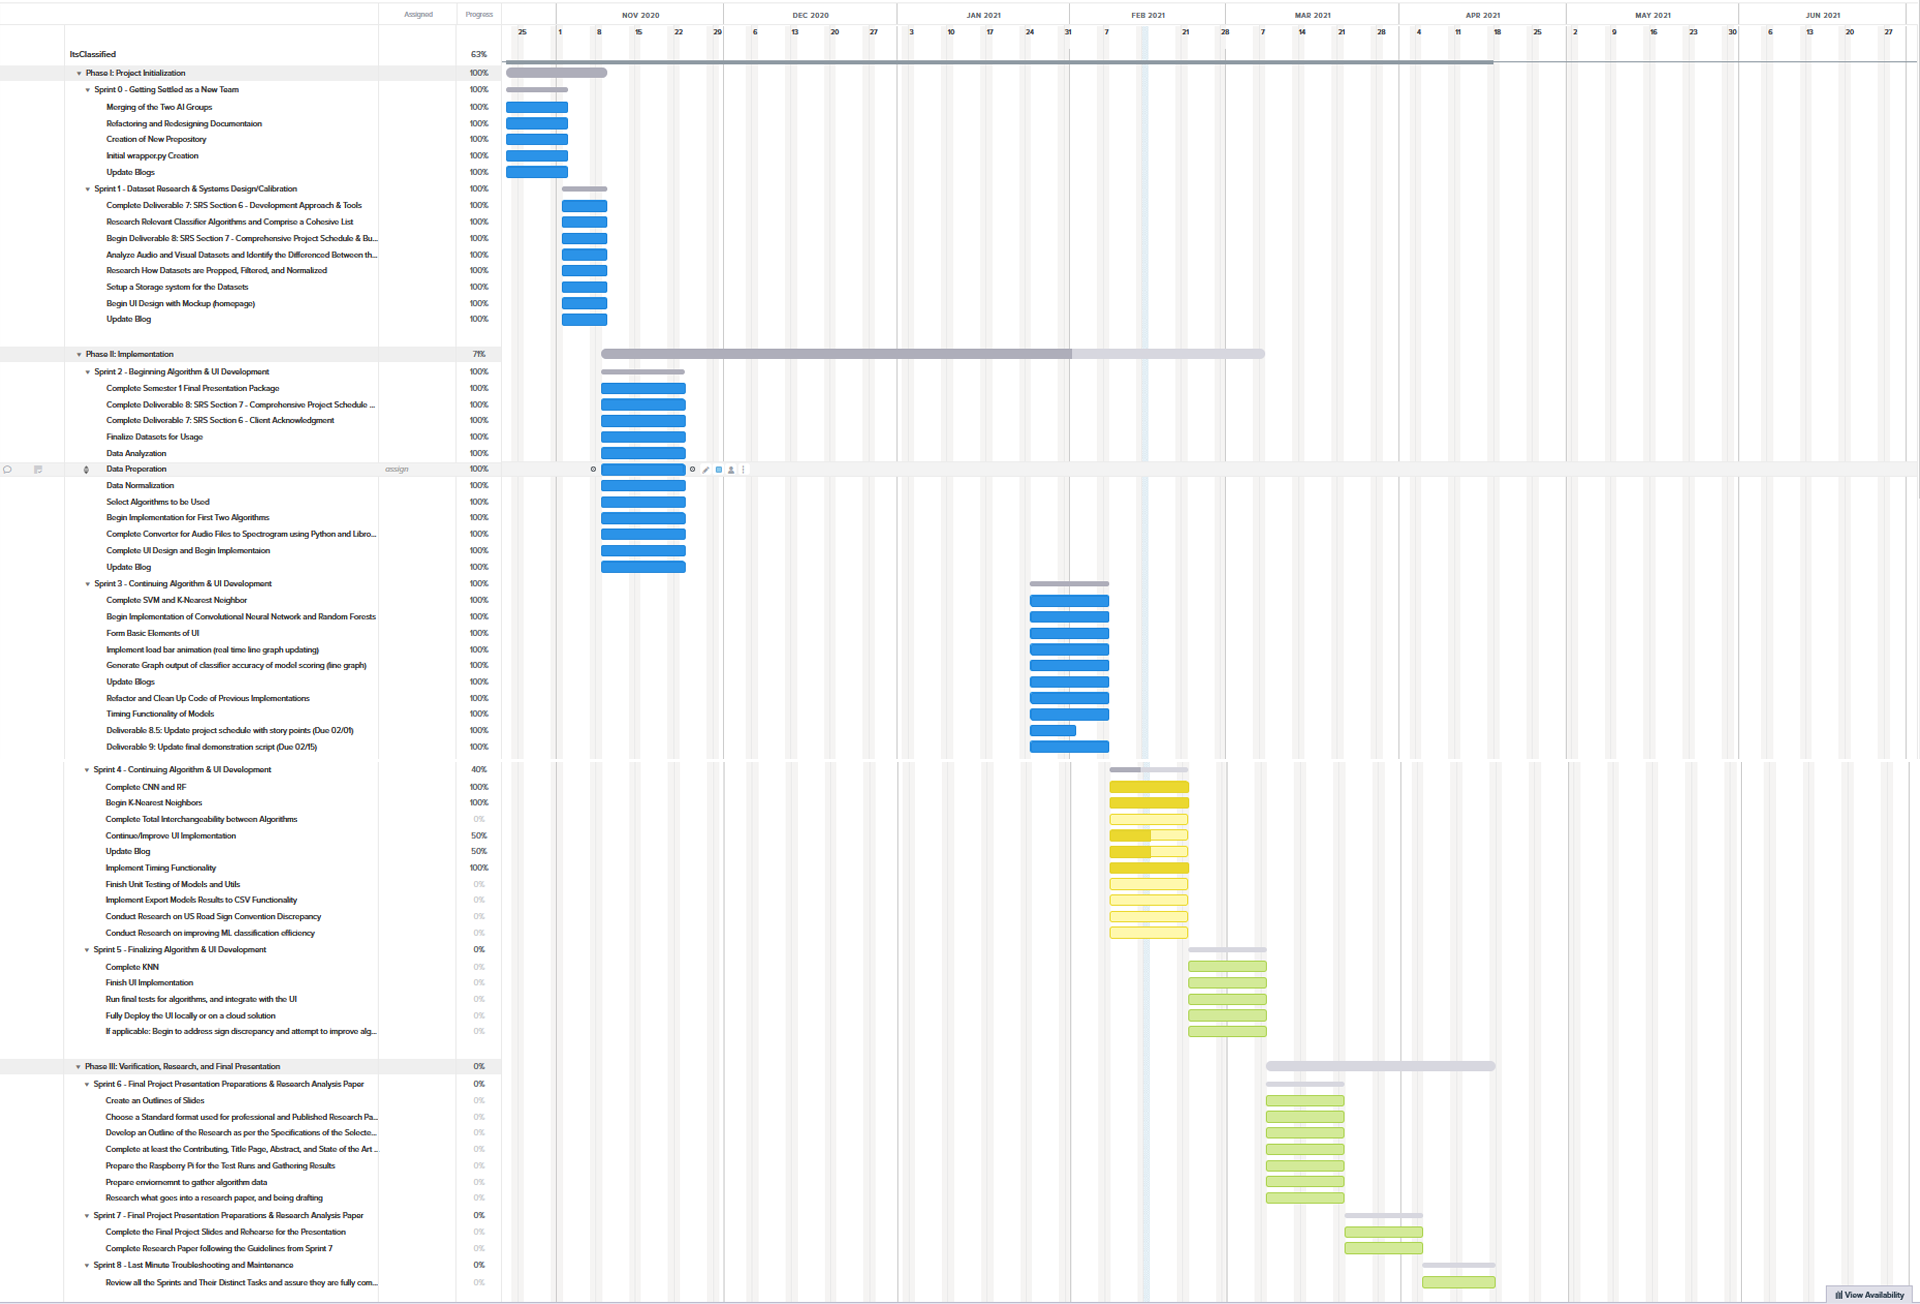 Assigned Progress NOV 2020 DEC 2020 JAN 2021 FEB 2021 MAR 2021 APR 2021 MAY 2021 JUN 2021
25 1 8 15 22 29 6 13 20 27 3 10 17 24 31 7 21 28 7 14 21 28 4 11 18 25 2 9 16 23 30 6 13 20 27
ItsClassified 63%
Phase I: Project Initialization 100%
Sprint 0 - Getting Settled as a New Team 100%
Merging of the Two AI Groups 100%
Refactoring and Redesigning Documentaion 100%
Creation of New Prepository 100%
Initial wrapper.py Creation 100%
Update Blogs 100%
Sprint 1 - Dataset Research & Systems Design/Calibration 100%
Complete Deliverable 7: SRS Section 6 - Development Approach & Tools 100%
Research Relevant Classifier Algorithms and Comprise a Cohesive List 100%
Begin Deliverable 8: SRS Section 7 - Comprehensive Project Schedule & Bu... 100%
Analyze Audio and Visual Datasets and Identify the Differenced Between th... 100%
Research How Datasets are Prepped, Filtered, and Normalized 100%
Setup a Storage system for the Datasets 100%
Begin UI Design with Mockup (homepage) 100%
Update Blog 100%
Phase II: Implementation 71%
Sprint 2 - Beginning Algorithm & UI Development 100%
Complete Semester 1 Final Presentation Package 100%
Complete Deliverable 8: SRS Section 7 - Comprehensive Project Schedule ... 100%
Complete Deliverable 7: SRS Section 6 - Client Acknowledgment 100%
Finalize Datasets for Usage 100%
Data Analyzation 100%
Data Preperation assign 100%
Data Normalization 100%
Select Algorithms to be Used 100%
Begin Implementation for First Two Algorithms 100%
Complete Converter for Audio Files to Spectrogram using Python and Libro... 100%
Complete UI Design and Begin Implementaion 100%
Update Blog 100%
Sprint 3 - Continuing Algorithm & UI Development 100%
Complete SVM and K-Nearest Neighbor 100%
Begin Implementation of Convolutional Neural Network and Random Forests 100%
Form Basic Elements of UI 100%
Implement load bar animation (real time line graph updating) 100%
Generate Graph output of classifier accuracy of model scoring (line graph) 100%
Update Blogs 100%
Refactor and Clean Up Code of Previous Implementations 100%
Timing Functionality of Models 100%
Deliverable 8.5: Update project schedule with story points (Due 02/01) 100%
Deliverable 9: Update final demonstration script (Due 02/15) 100%
Sprint 4 - Continuing Algorithm & UI Development 40%
Complete CNN and RF 100%
Begin K-Nearest Neighbors 100%
Complete Total Interchangeability between Algorithms 0%
Continue/Improve UI Implementation 50%
Update Blog 50%
Implement Timing Functionality 100%
Finish Unit Testing of Models and Utils 0%
Implement Export Models Results to CSV Functionality 0%
Conduct Research on US Road Sign Convention Discrepancy 0%
Conduct Research on improving ML classification efficiency 0%
Sprint 5 - Finalizing Algorithm & UI Development 0%
Complete KNN 0%
Finish UI Implementation 0%
Run final tests for algorithms, and integrate with the UI 0%
Fully Deploy the UI locally or on a cloud solution 0%
If applicable: Begin to address sign discrepancy and attempt to improve alg... 0%
Phase III: Verification, Research, and Final Presentation 0%
Sprint 6 - Final Project Presentation Preparations & Research Analysis Paper 0%
Create an Outlines of Slides 0%
Choose a Standard format used for professional and Published Research Pa... 0%
Develop an Outline of the Research as per the Specifications of the Selecte... 0%
Complete at least the Contributing, Title Page, Abstract, and State of the Art ... 0%
Prepare the Raspberry Pi for the Test Runs and Gathering Results 0%
Prepare enviornemnt to gather algorithm data 0%
Research what goes into a research paper, and being drafting 0%
Sprint 7 - Final Project Presentation Preparations & Research Analysis Paper 0%
Complete the Final Project Slides and Rehearse for the Presentation 0%
Complete Research Paper following the Guidelines from Sprint 7 0%
Sprint 8 - Last Minute Troubleshooting and Maintenance 0%
Review all the Sprints and Their Distinct Tasks and assure they are fully com... 0%
View Availability